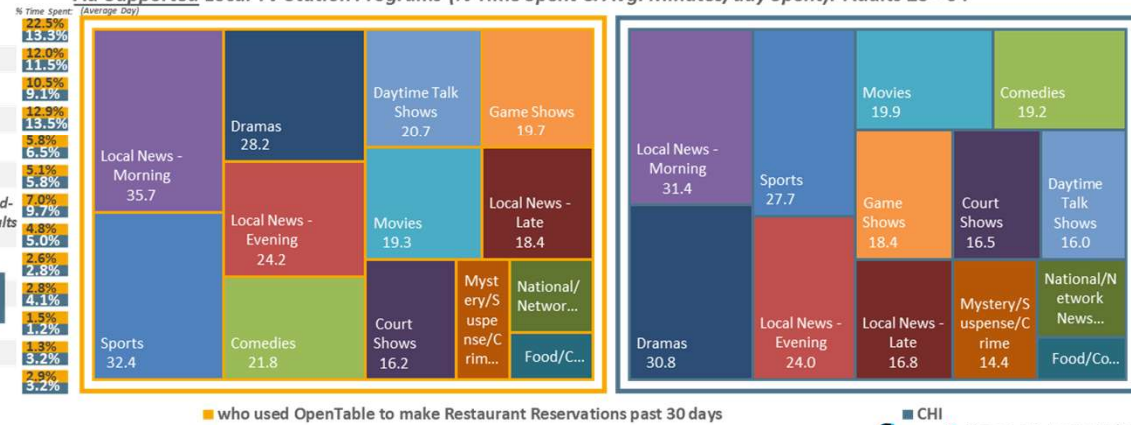 % Time Spent: (Average Day)
22.5%
13.3%
12.0%
11.5%
10.5%
9.1%
12.9%
13.5%
5.8%
6.5%
5.1%
5.8%
7.0%
9.7%
4.8%
5.0%
2.6%
2.8%
2.8%
4.1%
1.5%
1.2%
1.3%
3.2%
2.9%
3.2%
Local News -
Morning
35.7
Sports
32.4
Dramas
28.2
Local News -
Evening
24.2
Comedies
21.8
Daytime Talk
Shows
20.7
Game Shows
19.7
Movies
19.3
Local News -
Late
18.4
Court
Shows
16.2
Myst
ery/S
uspe
nse/C
rim...
National/
Networ...
Food/C...
Local News -
Morning
31.4
Dramas
30.8
Sports
27.7
Local News -
Evening
24.0
Movies
19.9
Comedies
19.2
Game
Shows
18.4
Court
Shows
16.5
Daytime
Talk
Shows
16.0
Local News -
Late
16.8
Mystery/S
uspense/C
rime
14.4
National/N
etwork
News...
Food/Co...
who used OpenTable to make Restaurant Reservations past 30 days
CHI